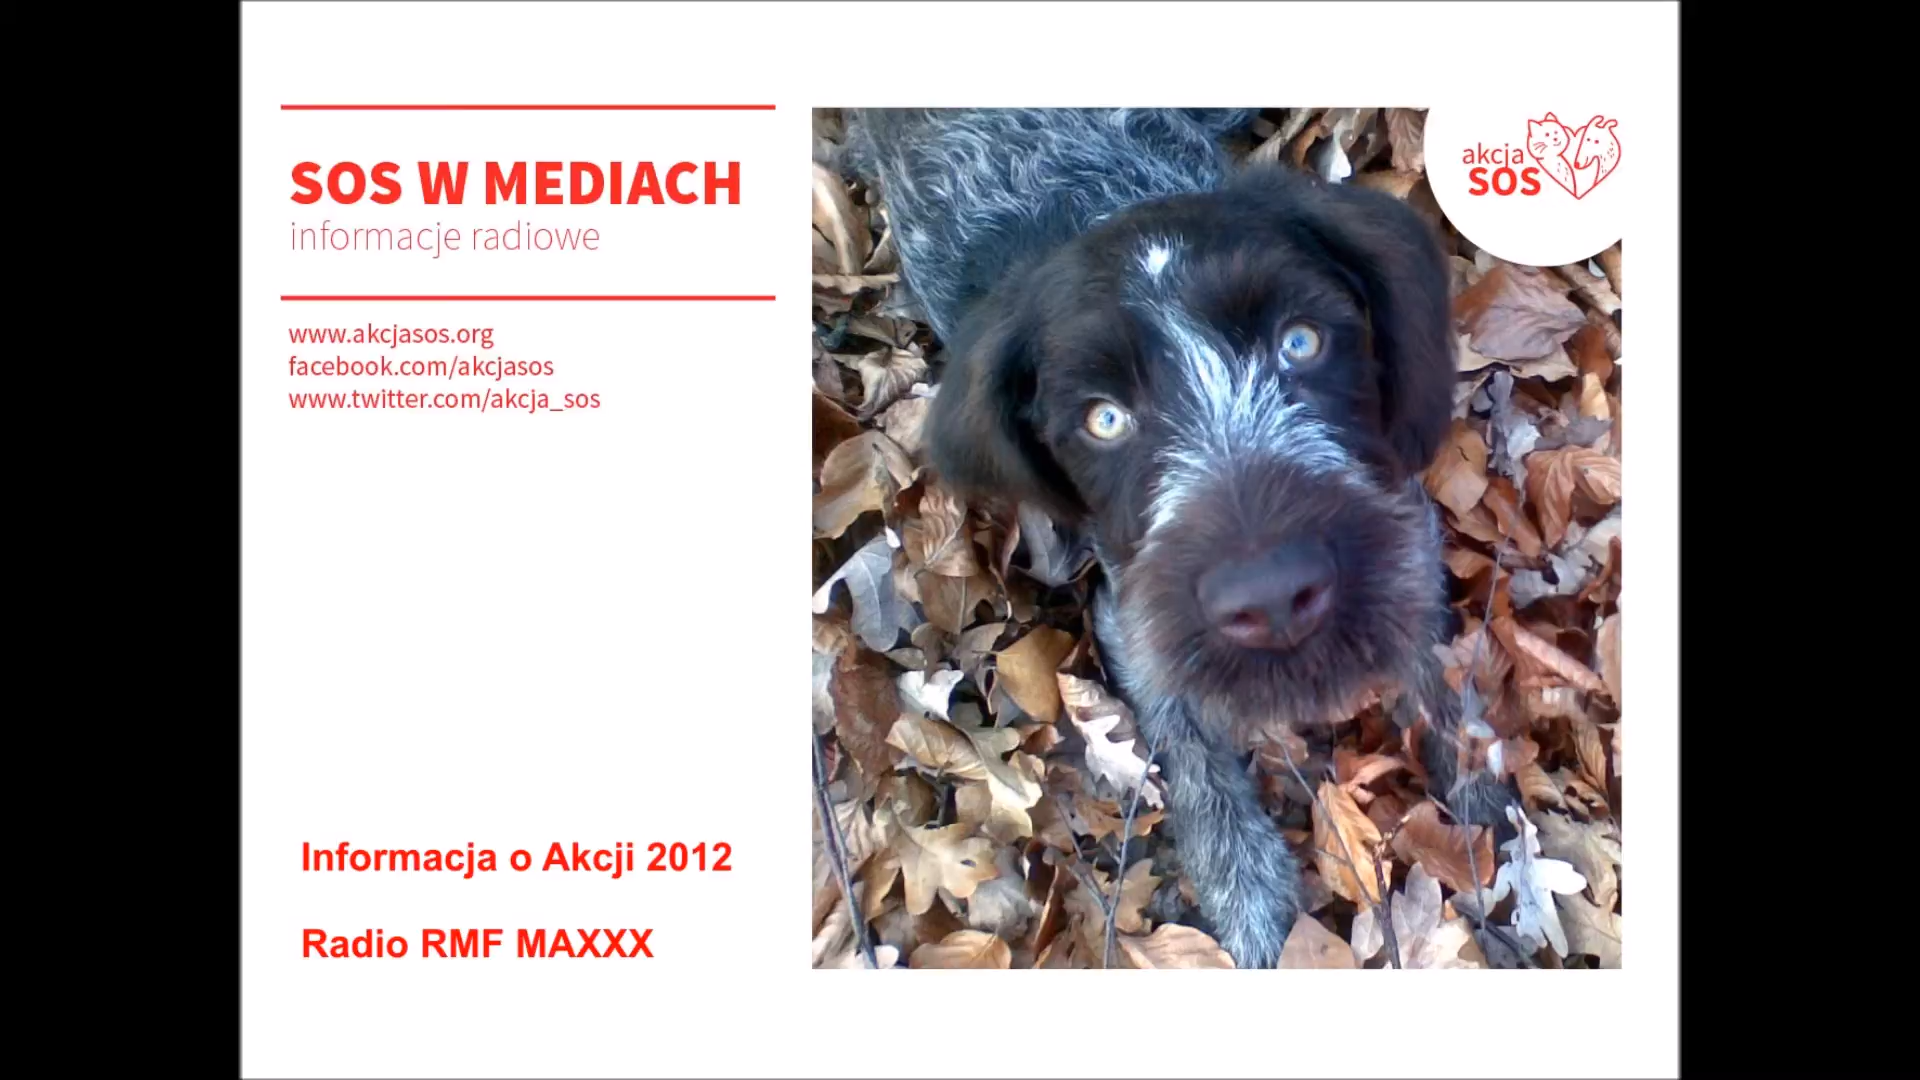 SOS W MEDIACH
informacje radiowe
www.akcjasos.org
facebook.com/akcjasos
www.twitter.com/akcja_sos
Informacja o Akcji 2012
Radio RMF MAXXX
akcja
SOS